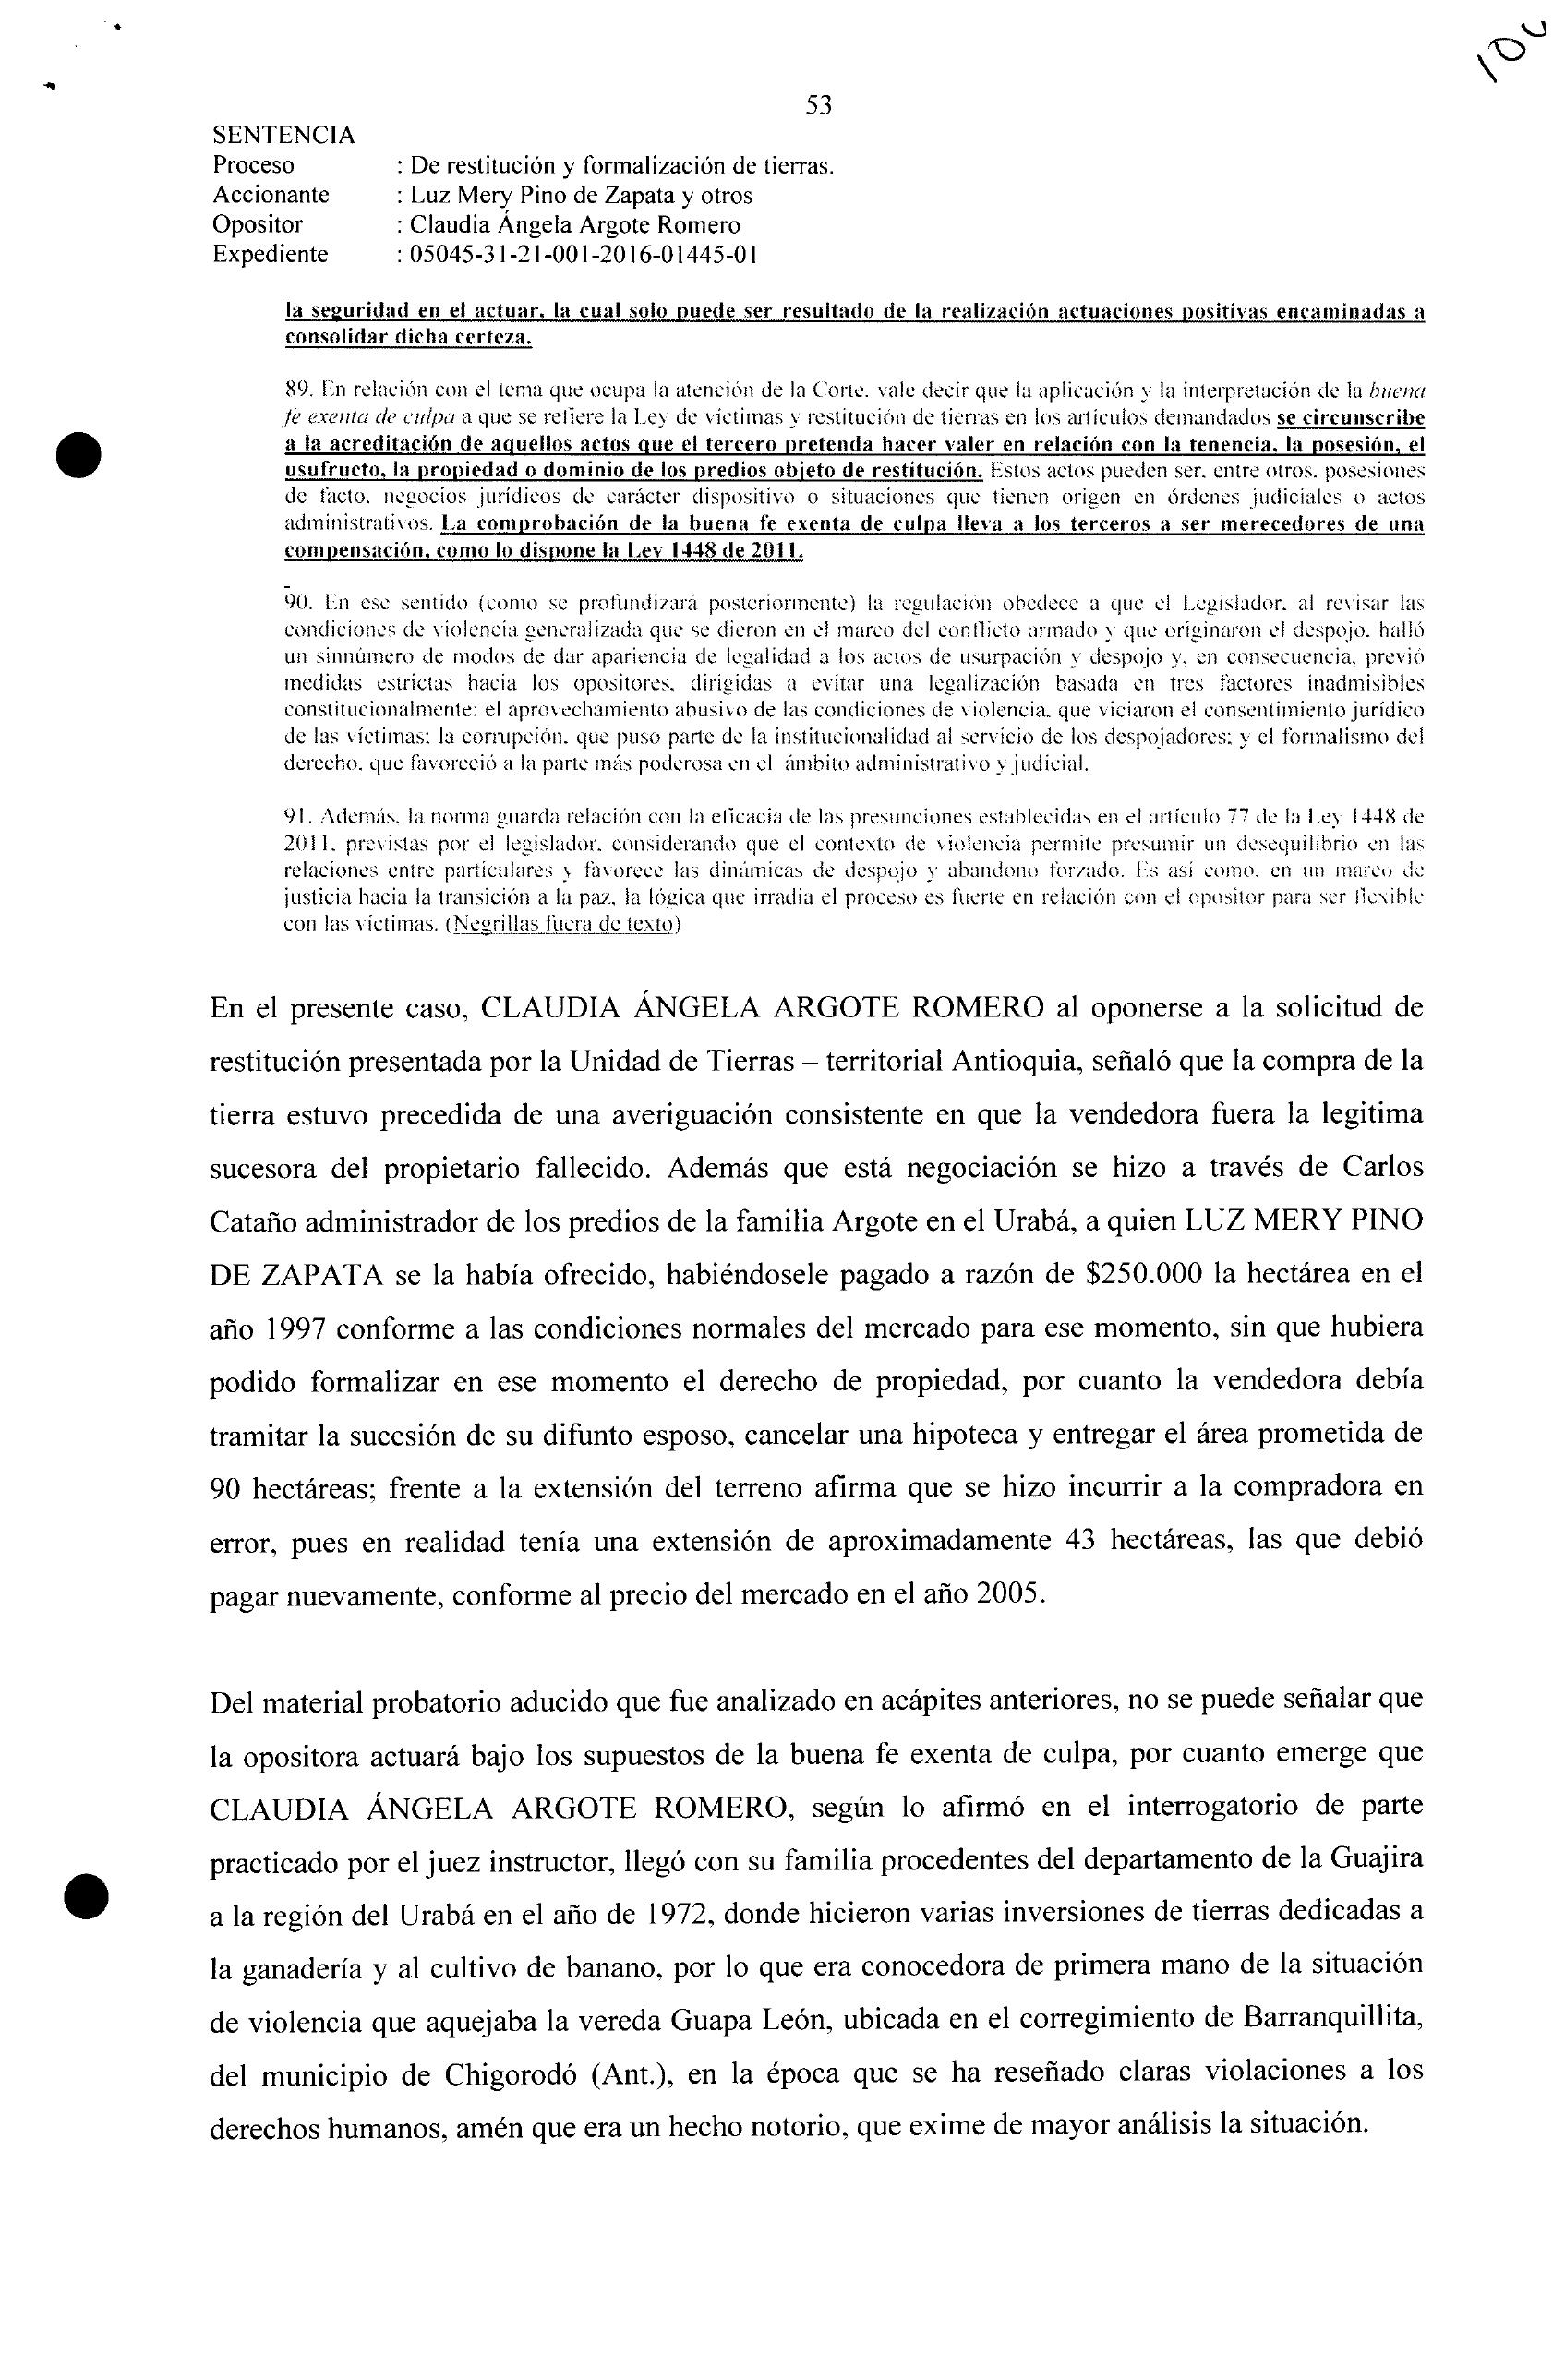 100
53
SENTENCIA
Proceso : De restitución y formalización de tierras.
Accionante : Luz Mery Pino de Zapata y otros
Opositor : Claudia Ángela Argote Romero
Expediente : 05045-31-21-001-2016-01445-01
la seguridad en el actuar, la cual solo puede ser resultado de la realización actuaciones positivas encaminadas a
consolidar dicha certeza.
89. En relación con el tema que ocupa la atención de la Corte, vale decir que la aplicación y la interpretación de la buena
fe exenta de culpa a que se refiere la Ley de víctimas y restitución de tierras en los artículos demandados se circunscribe
a la acreditación de aquellos actos que el tercero pretenda hacer valer en relación con la tenencia, la posesión, el
usufructo, la propiedad o dominio de los predios objeto de restitución. Estos actos pueden ser, entre otros, posesiones
de facto, negocios jurídicos de carácter dispositivo o situaciones que tienen origen en órdenes judiciales o actos
administrativos. La comprobación de la buena fe exenta de culpa lleva a los terceros a ser merecedores de una
compensación, como lo dispone la Ley 1448 de 2011.
90. En ese sentido (como se profundizará posteriormente) la regulación obedece a que el Legislador, al revisar las
condiciones de violencia generalizada que se dieron en el marco del conflicto armado y que originaron el despojo, halló
un sinnúmero de modos de dar apariencia de legalidad a los actos de usurpación y despojo y, en consecuencia, previó
medidas estrictas hacia los opositores, dirigidas a evitar una legalización basada en tres factores inadmisibles
constitucionalmente: el aprovechamiento abusivo de las condiciones de violencia, que viciaron el consentimiento jurídico
de las víctimas; la corrupción, que puso parte de la institucionalidad al servicio de los despojadores; y el formalismo del
derecho, que favoreció a la parte más poderosa en el ámbito administrativo y judicial.
91. Además, la norma guarda relación con la eficacia de las presunciones establecidas en el artículo 77 de la Ley 1448 de
2011, previstas por el legislador, considerando que el contexto de violencia permite presumir un desequilibrio en las
relaciones entre particulares y favorece las dinámicas de despojo y abandono forzado. Es así como, en un marco de
justicia hacia la transición a la paz, la lógica que irradia el proceso es fuerte en relación con el opositor para ser flexible
con las víctimas. (Negrillas fuera de texto)
En el presente caso, CLAUDIA ÁNGELA ARGOTE ROMERO al oponerse a la solicitud de
restitución presentada por la Unidad de Tierras – territorial Antioquia, señaló que la compra de la
tierra estuvo precedida de una averiguación consistente en que la vendedora fuera la legitima
sucesora del propietario fallecido. Además que está negociación se hizo a través de Carlos
Cataño administrador de los predios de la familia Argote en el Urabá, a quien LUZ MERY PINO
DE ZAPATA se la había ofrecido, habiéndosele pagado a razón de $250.000 la hectárea en el
año 1997 conforme a las condiciones normales del mercado para ese momento, sin que hubiera
podido formalizar en ese momento el derecho de propiedad, por cuanto la vendedora debía
tramitar la sucesión de su difunto esposo, cancelar una hipoteca y entregar el área prometida de
90 hectáreas; frente a la extensión del terreno afirma que se hizo incurrir a la compradora en
error, pues en realidad tenía una extensión de aproximadamente 43 hectáreas, las que debió
pagar nuevamente, conforme al precio del mercado en el año 2005.
Del material probatorio aducido que fue analizado en acápites anteriores, no se puede señalar que
la opositora actuará bajo los supuestos de la buena fe exenta de culpa, por cuanto emerge que
CLAUDIA ÁNGELA ARGOTE ROMERO, según lo afirmó en el interrogatorio de parte
practicado por el juez instructor, llegó con su familia procedentes del departamento de la Guajira
a la región del Urabá en el año de 1972, donde hicieron varias inversiones de tierras dedicadas a
la ganadería y al cultivo de banano, por lo que era conocedora de primera mano de la situación
de violencia que aquejaba la vereda Guapa León, ubicada en el corregimiento de Barranquillita,
del municipio de Chigorodó (Ant.), en la época que se ha reseñado claras violaciones a los
derechos humanos, amén que era un hecho notorio, que exime de mayor análisis la situación.